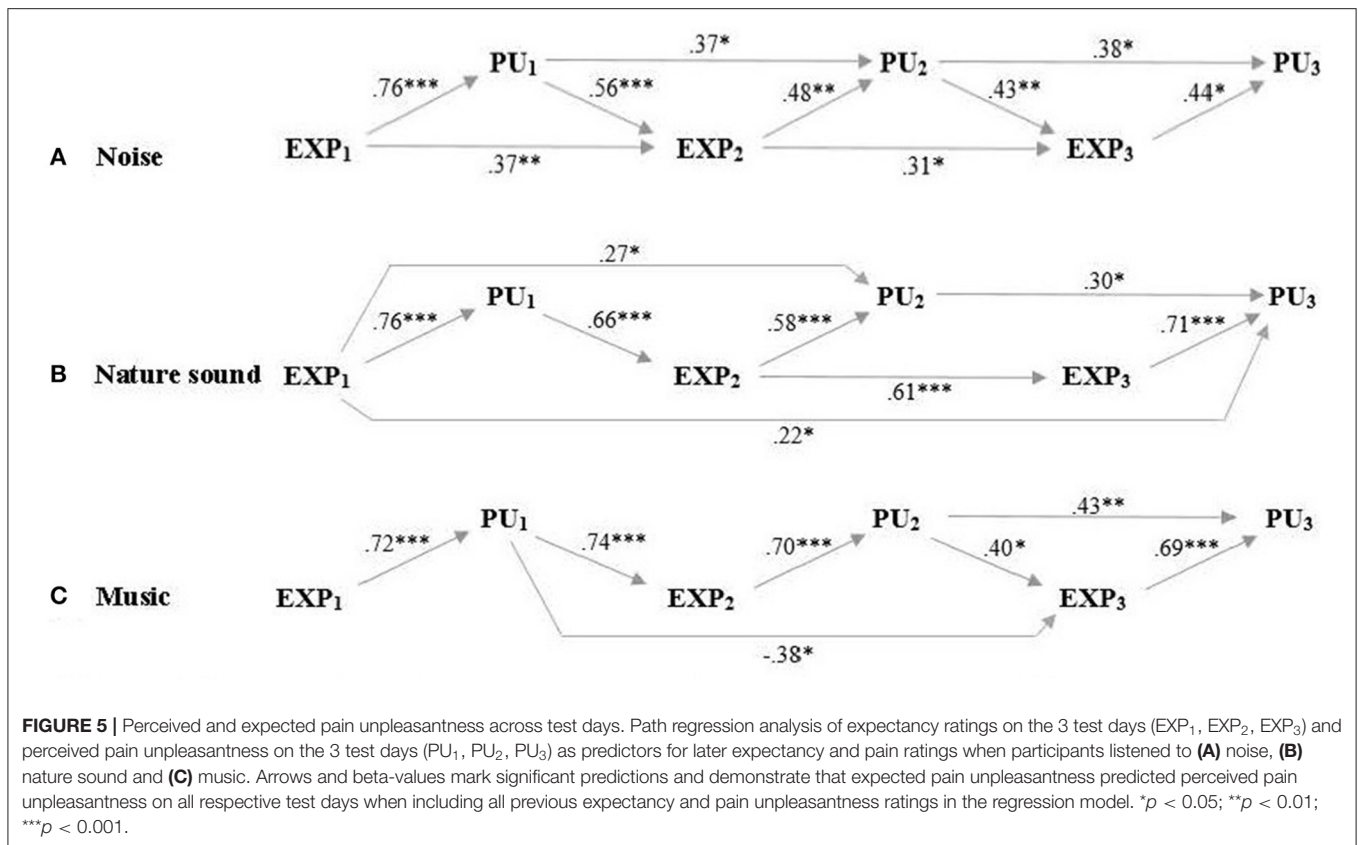 .37* .38*
PU₁ PU₂ PU₃
.76*** .56*** .48** .43** .44*
A Noise EXP₁ EXP₂ EXP₃
.37** .31*
.27*
PU₁ PU₂ .30* PU₃
.76*** .66*** .58*** .71***
B Nature sound EXP₁ EXP₂ EXP₃
.61***
.22*
PU₁ PU₂ .43** PU₃
.72*** .74*** .70*** .40* .69***
C Music EXP₁ EXP₂ EXP₃
-.38*
FIGURE 5 | Perceived and expected pain unpleasantness across test days. Path regression analysis of expectancy ratings on the 3 test days (EXP₁, EXP₂, EXP₃) and
perceived pain unpleasantness on the 3 test days (PU₁, PU₂, PU₃) as predictors for later expectancy and pain ratings when participants listened to (A) noise, (B)
nature sound and (C) music. Arrows and beta-values mark significant predictions and demonstrate that expected pain unpleasantness predicted perceived pain
unpleasantness on all respective test days when including all previous expectancy and pain unpleasantness ratings in the regression model. *p < 0.05; **p < 0.01;
***p < 0.001.